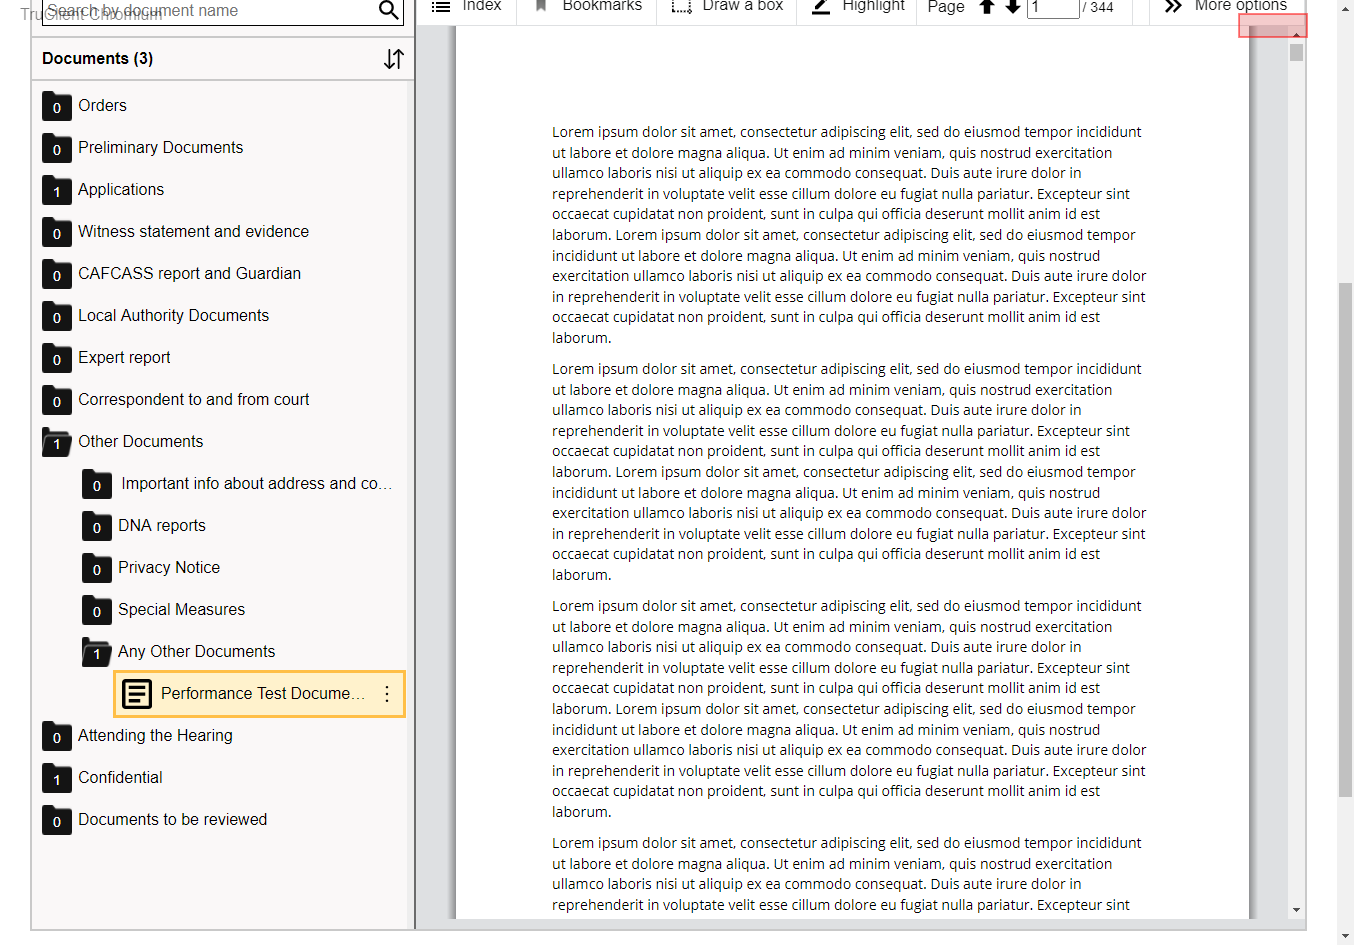 Search by document name
TruClient Chromium
Index
Bookmarks
Draw a box
Highlight
Page
1
/ 344
More options
Documents (3)
0 Orders
0 Preliminary Documents
1 Applications
0 Witness statement and evidence
0 CAFCASS report and Guardian
0 Local Authority Documents
0 Expert report
0 Correspondent to and from court
1 Other Documents
0 Important info about address and co...
0 DNA reports
0 Privacy Notice
0 Special Measures
1 Any Other Documents
Performance Test Docume...
0 Attending the Hearing
1 Confidential
0 Documents to be reviewed
Lorem ipsum dolor sit amet, consectetur adipiscing elit, sed do eiusmod tempor incididunt
ut labore et dolore magna aliqua. Ut enim ad minim veniam, quis nostrud exercitation
ullamco laboris nisi ut aliquip ex ea commodo consequat. Duis aute irure dolor in
reprehenderit in voluptate velit esse cillum dolore eu fugiat nulla pariatur. Excepteur sint
occaecat cupidatat non proident, sunt in culpa qui officia deserunt mollit anim id est
laborum. Lorem ipsum dolor sit amet, consectetur adipiscing elit, sed do eiusmod tempor
incididunt ut labore et dolore magna aliqua. Ut enim ad minim veniam, quis nostrud
exercitation ullamco laboris nisi ut aliquip ex ea commodo consequat. Duis aute irure dolor
in reprehenderit in voluptate velit esse cillum dolore eu fugiat nulla pariatur. Excepteur sint
occaecat cupidatat non proident, sunt in culpa qui officia deserunt mollit anim id est
laborum.
Lorem ipsum dolor sit amet, consectetur adipiscing elit, sed do eiusmod tempor incididunt
ut labore et dolore magna aliqua. Ut enim ad minim veniam, quis nostrud exercitation
ullamco laboris nisi ut aliquip ex ea commodo consequat. Duis aute irure dolor in
reprehenderit in voluptate velit esse cillum dolore eu fugiat nulla pariatur. Excepteur sint
occaecat cupidatat non proident, sunt in culpa qui officia deserunt mollit anim id est
laborum. Lorem ipsum dolor sit amet, consectetur adipiscing elit, sed do eiusmod tempor
incididunt ut labore et dolore magna aliqua. Ut enim ad minim veniam, quis nostrud
exercitation ullamco laboris nisi ut aliquip ex ea commodo consequat. Duis aute irure dolor
in reprehenderit in voluptate velit esse cillum dolore eu fugiat nulla pariatur. Excepteur sint
occaecat cupidatat non proident, sunt in culpa qui officia deserunt mollit anim id est
laborum.
Lorem ipsum dolor sit amet, consectetur adipiscing elit, sed do eiusmod tempor incididunt
ut labore et dolore magna aliqua. Ut enim ad minim veniam, quis nostrud exercitation
ullamco laboris nisi ut aliquip ex ea commodo consequat. Duis aute irure dolor in
reprehenderit in voluptate velit esse cillum dolore eu fugiat nulla pariatur. Excepteur sint
occaecat cupidatat non proident, sunt in culpa qui officia deserunt mollit anim id est
laborum. Lorem ipsum dolor sit amet, consectetur adipiscing elit, sed do eiusmod tempor
incididunt ut labore et dolore magna aliqua. Ut enim ad minim veniam, quis nostrud
exercitation ullamco laboris nisi ut aliquip ex ea commodo consequat. Duis aute irure dolor
in reprehenderit in voluptate velit esse cillum dolore eu fugiat nulla pariatur. Excepteur sint
occaecat cupidatat non proident, sunt in culpa qui officia deserunt mollit anim id est
laborum.
Lorem ipsum dolor sit amet, consectetur adipiscing elit, sed do eiusmod tempor incididunt
ut labore et dolore magna aliqua. Ut enim ad minim veniam, quis nostrud exercitation
ullamco laboris nisi ut aliquip ex ea commodo consequat. Duis aute irure dolor in
reprehenderit in voluptate velit esse cillum dolore eu fugiat nulla pariatur. Excepteur sint